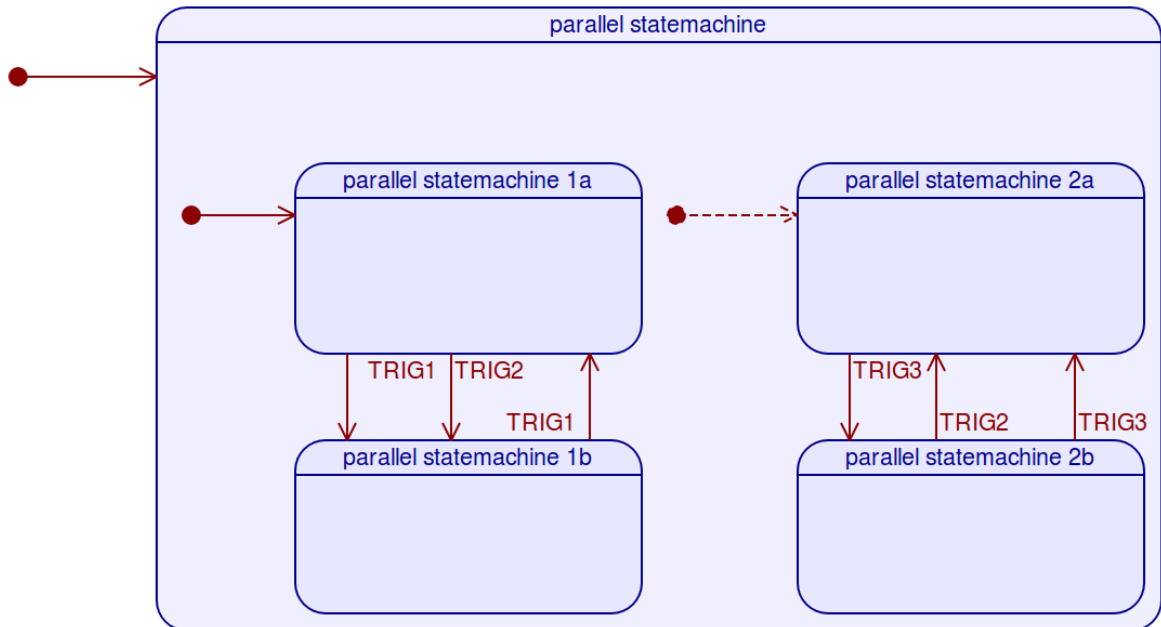 parallel statemachine
parallel statemachine 1a
parallel statemachine 2a
TRIG1 TRIG2 TRIG3
TRIG1 TRIG2 TRIG3
parallel statemachine 1b
parallel statemachine 2b